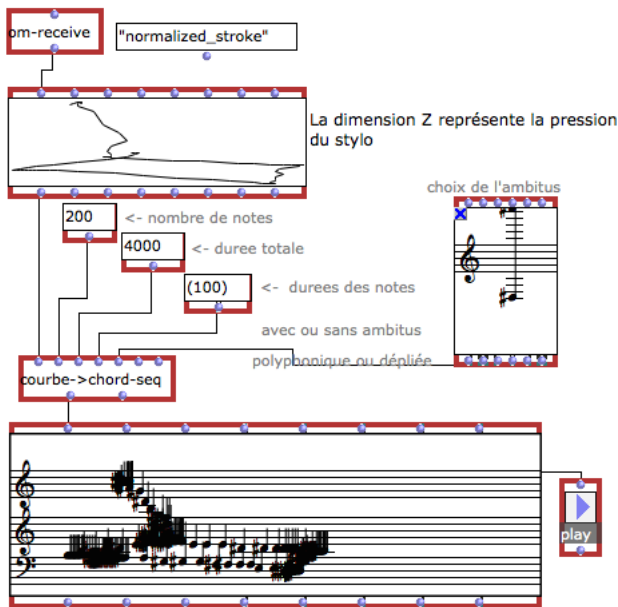 om-receive
"normalized_stroke"
La dimension Z représente la pression
du stylo
choix de l'ambitus
200
<- nombre de notes
4000
<- duree totale
(100)
<- durees des notes
avec ou sans ambitus
polyphonique ou dépliée
courbe->chord-seq
play